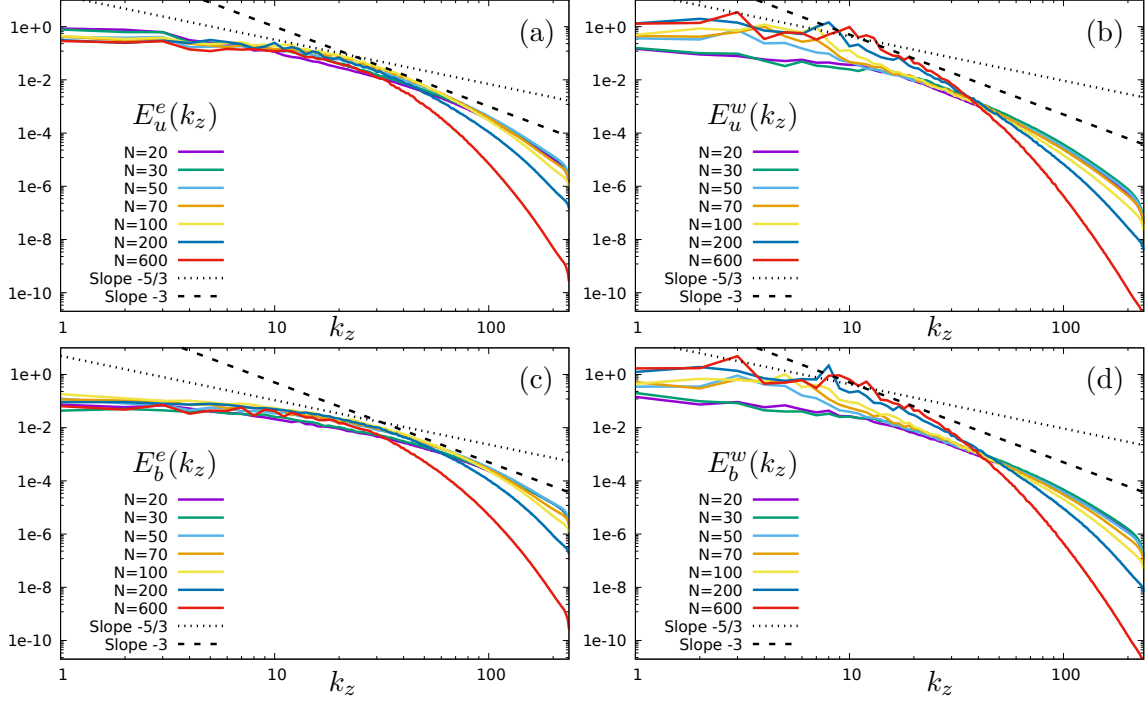 (a)
1e+0
1e-2
1e-4
1e-6
1e-8
1e-10
E_u^e(k_z)
N=20
N=30
N=50
N=70
N=100
N=200
N=600
Slope -5/3
Slope -3
1 10 100
k_z
(b)
1e+0
1e-2
1e-4
1e-6
1e-8
1e-10
E_u^w(k_z)
N=20
N=30
N=50
N=70
N=100
N=200
N=600
Slope -5/3
Slope -3
1 10 100
k_z
(c)
1e+0
1e-2
1e-4
1e-6
1e-8
1e-10
E_b^e(k_z)
N=20
N=30
N=50
N=70
N=100
N=200
N=600
Slope -5/3
Slope -3
1 10 100
k_z
(d)
1e+0
1e-2
1e-4
1e-6
1e-8
1e-10
E_b^w(k_z)
N=20
N=30
N=50
N=70
N=100
N=200
N=600
Slope -5/3
Slope -3
1 10 100
k_z